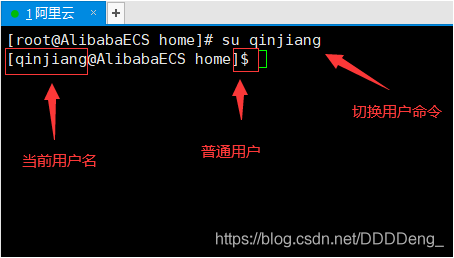 1 阿里云 × +
[root@AlibabaECS home]# su qinjiang
[qinjiang@AlibabaECS home]$
切换用户命令
普通用户
当前用户名
https://blog.csdn.net/DDDDeng_